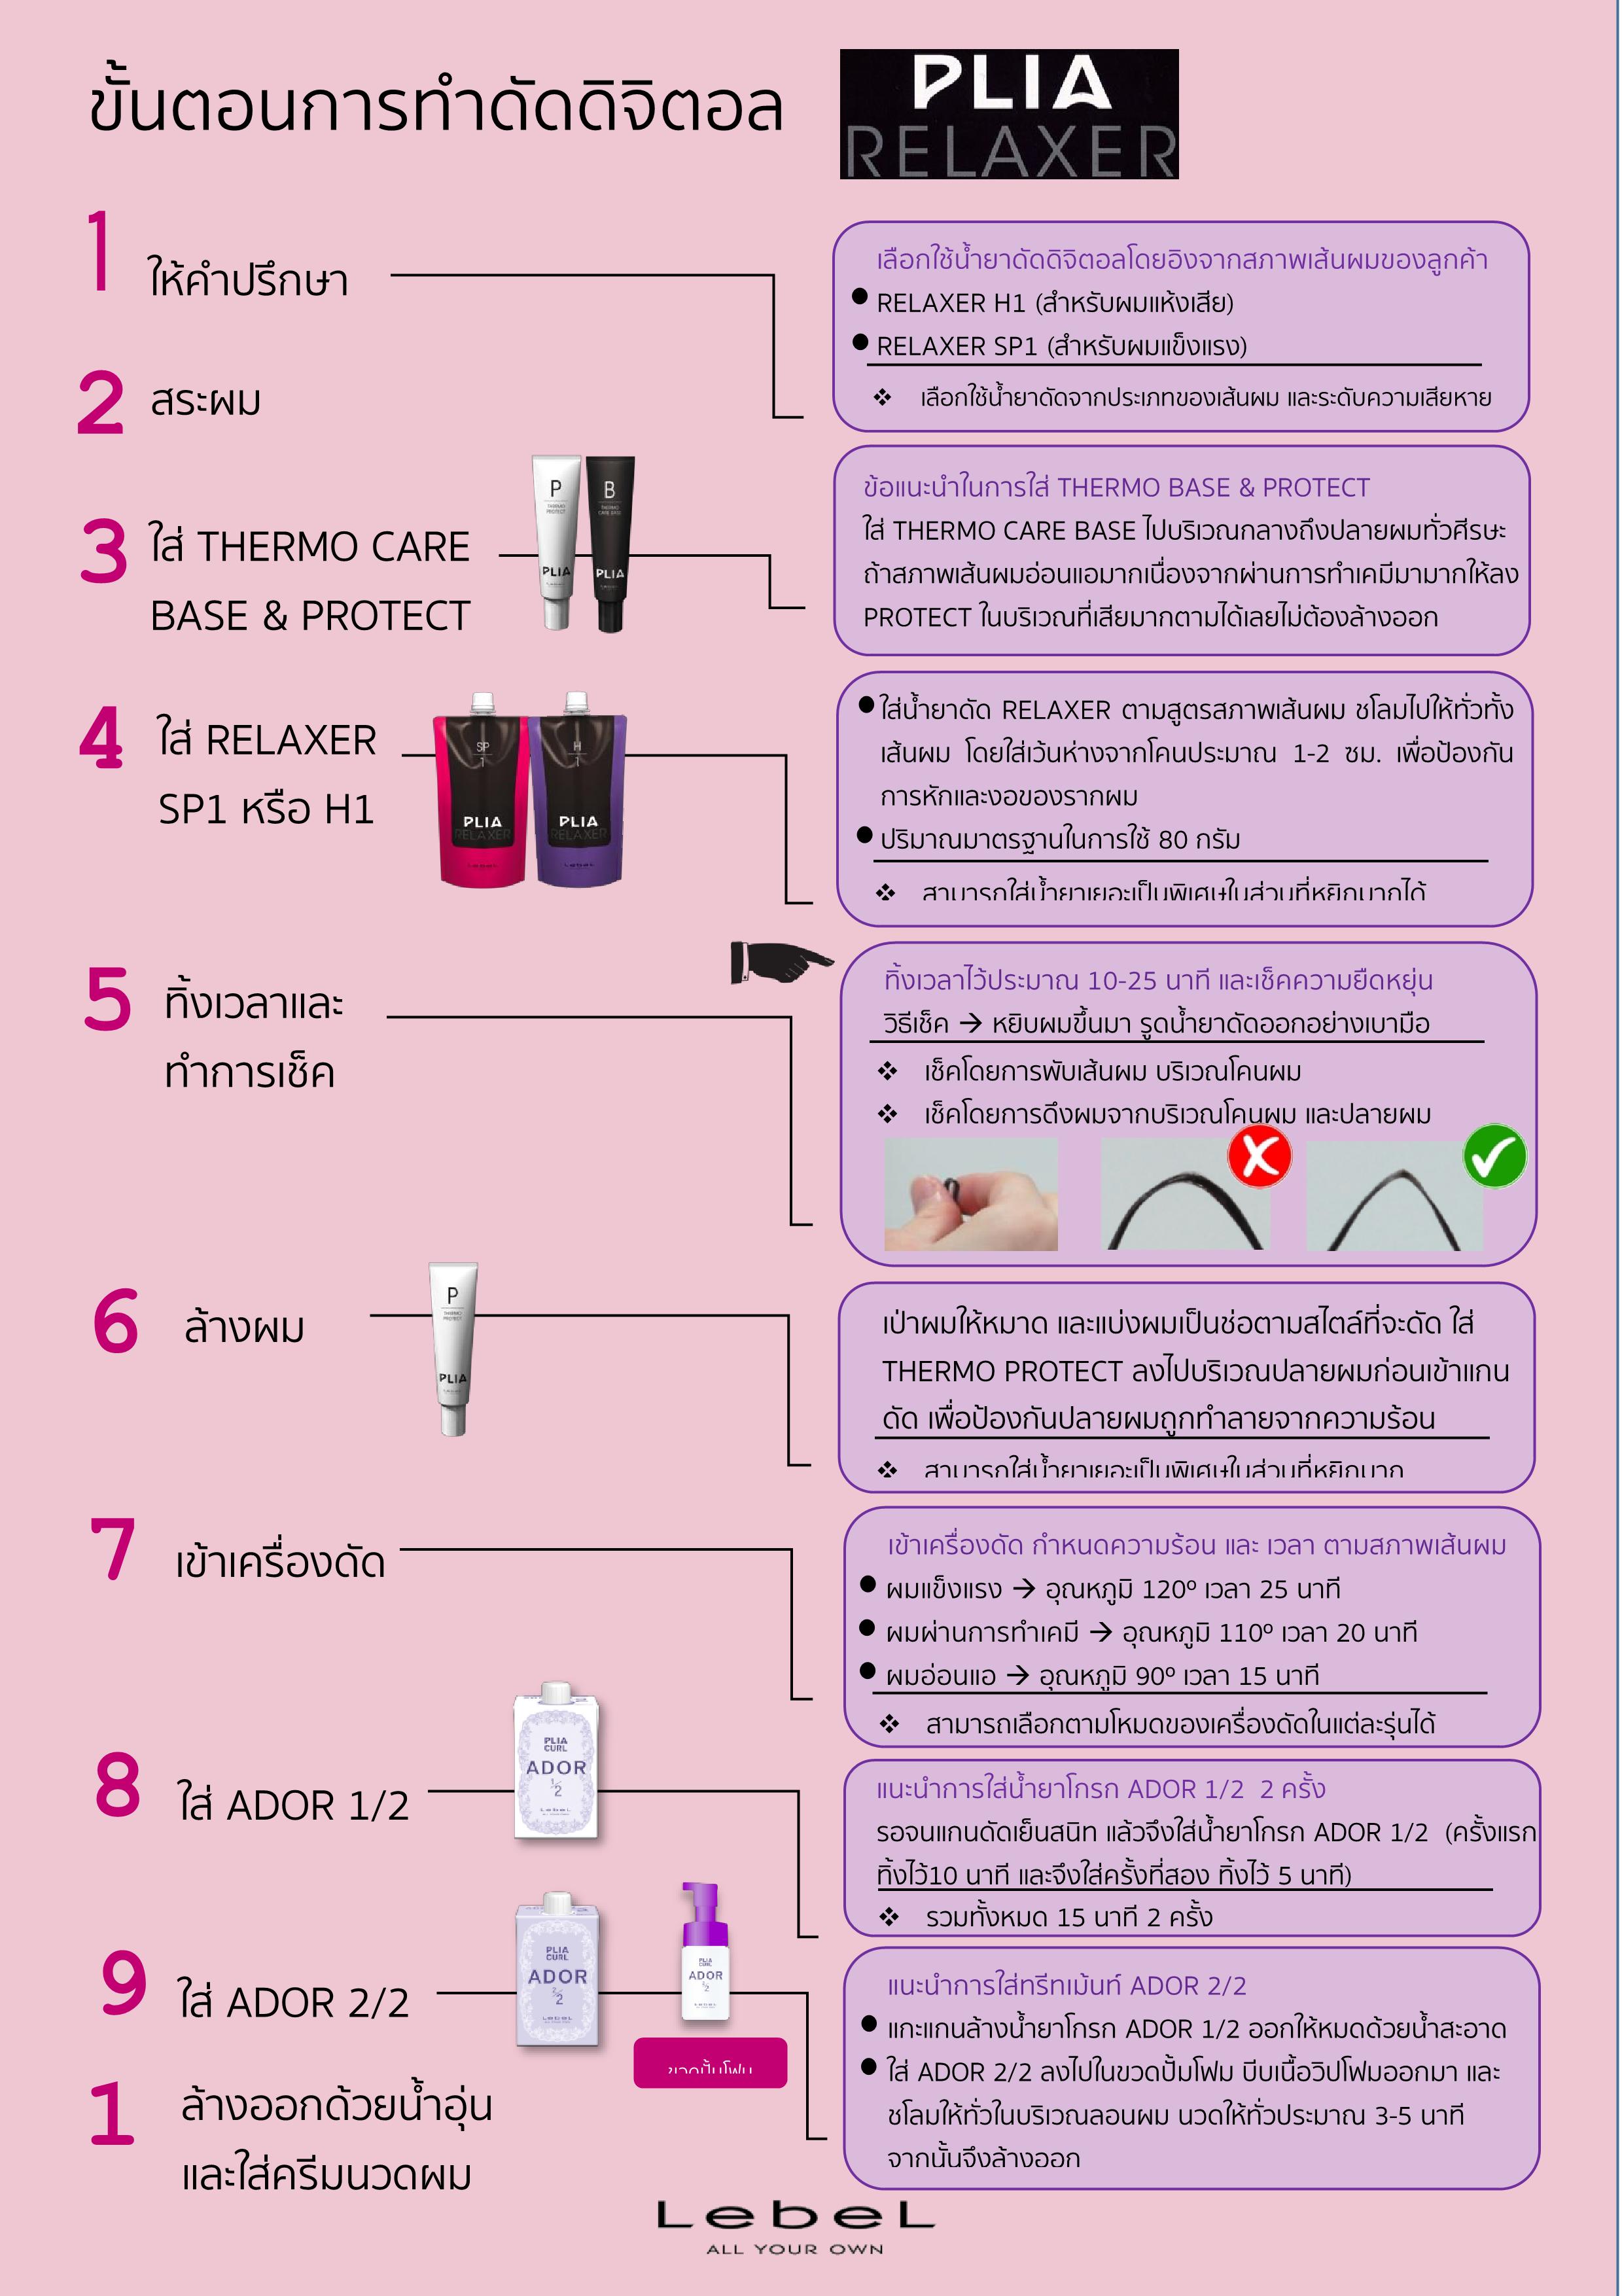 ขั้นตอนการทำดัดดิจิตอล
PLIA
RELAXER
1
ให้คำปรึกษา
เลือกใช้น้ำยาดัดดิจิตอลโดยอิงจากสภาพเส้นผมของลูกค้า
● RELAXER H1 (สำหรับผมแห้งเสีย)
● RELAXER SP1 (สำหรับผมแข็งแรง)
❖ เลือกใช้น้ำยาดัดจากประเภทของเส้นผม และระดับความเสียหาย
2
สระผม
3
ใส่ THERMO CARE
BASE & PROTECT
P
THERMO
PROTECT
PLIA
B
THERMO
CARE BASE
PLIA
ข้อแนะนำในการใส่ THERMO BASE & PROTECT
ใส่ THERMO CARE BASE ไปบริเวณกลางถึงปลายผมทั่วศีรษะ
ถ้าสภาพเส้นผมอ่อนแอมากเนื่องจากผ่านการทำเคมีมามากให้ลง
PROTECT ในบริเวณที่เสียมากตามได้เลยไม่ต้องล้างออก
4
ใส่ RELAXER
SP1 หรือ H1
SP
1
PLIA
RELAXER
LebeL
H
1
PLIA
RELAXER
LebeL
● ใส่น้ำยาดัด RELAXER ตามสูตรสภาพเส้นผม ชโลมไปให้ทั่วทั้ง
เส้นผม โดยใส่เว้นห่างจากโคนประมาณ 1-2 ซม. เพื่อป้องกัน
การหักและงอของรากผม
● ปริมาณมาตรฐานในการใช้ 80 กรัม
❖ สามารถใส่น้ำยาเยอะเป็นพิเศษในส่วนที่หยิกมากได้
5
ทิ้งเวลาและ
ทำการเช็ค
ทิ้งเวลาไว้ประมาณ 10-25 นาที และเช็คความยืดหยุ่น
วิธีเช็ค → หยิบผมขึ้นมา รูดน้ำยาดัดออกอย่างเบามือ
❖ เช็คโดยการพับเส้นผม บริเวณโคนผม
❖ เช็คโดยการดึงผมจากบริเวณโคนผม และปลายผม
6
ล้างผม
P
THERMO
PROTECT
PLIA
เป่าผมให้หมาด และแบ่งผมเป็นช่อตามสไตล์ที่จะดัด ใส่
THERMO PROTECT ลงไปบริเวณปลายผมก่อนเข้าแกน
ดัด เพื่อป้องกันปลายผมถูกทำลายจากความร้อน
❖ สามารถใส่น้ำยาเยอะเป็นพิเศษในส่วนที่หยิกมาก
7
เข้าเครื่องดัด
เข้าเครื่องดัด กำหนดความร้อน และ เวลา ตามสภาพเส้นผม
● ผมแข็งแรง → อุณหภูมิ 120º เวลา 25 นาที
● ผมผ่านการทำเคมี → อุณหภูมิ 110º เวลา 20 นาที
● ผมอ่อนแอ → อุณหภูมิ 90º เวลา 15 นาที
❖ สามารถเลือกตามโหมดของเครื่องดัดในแต่ละรุ่นได้
8
ใส่ ADOR 1/2
PLIA
CURL
ADOR
1/2
LebeL
แนะนำการใส่น้ำยาโกรก ADOR 1/2 2 ครั้ง
รอจนแกนดัดเย็นสนิท แล้วจึงใส่น้ำยาโกรก ADOR 1/2 (ครั้งแรก
ทิ้งไว้10 นาที และจึงใส่ครั้งที่สอง ทิ้งไว้ 5 นาที)
❖ รวมทั้งหมด 15 นาที 2 ครั้ง
9
ใส่ ADOR 2/2
PLIA
CURL
ADOR
2/2
LebeL
PLIA
CURL
ADOR
ขวดปั้มโฟม
แนะนำการใส่ทรีทเม้นท์ ADOR 2/2
● แกะแกนล้างน้ำยาโกรก ADOR 1/2 ออกให้หมดด้วยน้ำสะอาด
● ใส่ ADOR 2/2 ลงไปในขวดปั้มโฟม บีบเนื้อวิปโฟมออกมา และ
ชโลมให้ทั่วในบริเวณลอนผม นวดให้ทั่วประมาณ 3-5 นาที
จากนั้นจึงล้างออก
1
ล้างออกด้วยน้ำอุ่น
และใส่ครีมนวดผม
LebeL
ALL YOUR OWN